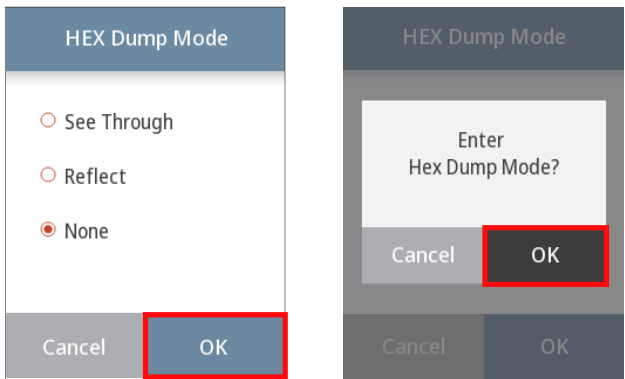 HEX Dump Mode
See Through
Reflect
None
Cancel
OK
HEX Dump Mode
Enter
Hex Dump Mode?
Cancel
OK
Cancel
OK